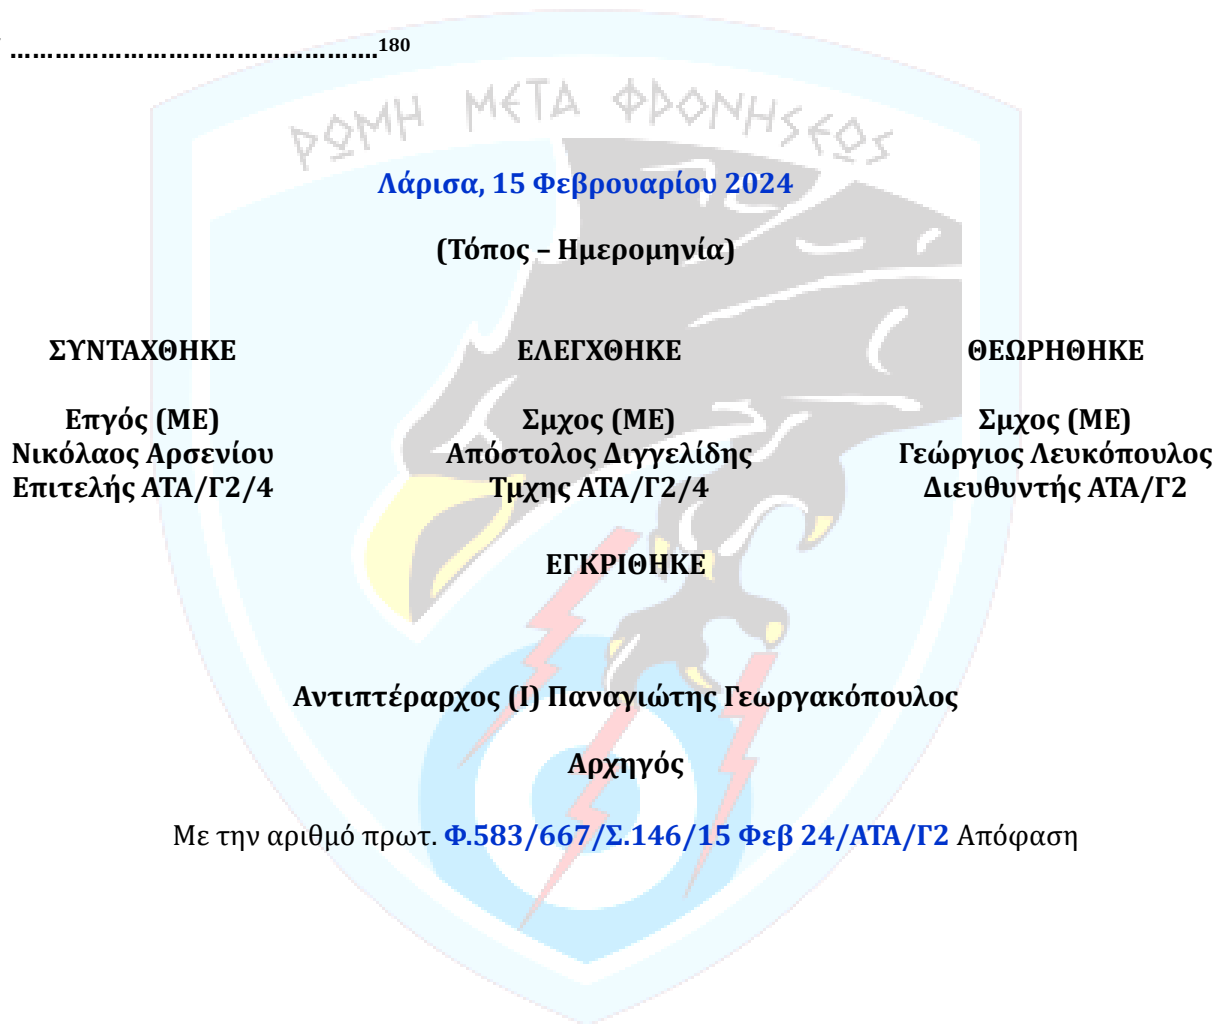 ……………………………………………180
ΡΩΜΗ ΜΕΤΑ ΦΡΟΝΗΣΕΩΣ
Λάρισα, 15 Φεβρουαρίου 2024
(Τόπος – Ημερομηνία)
ΣΥΝΤΑΧΘΗΚΕ ΕΛΕΓΧΘΗΚΕ ΘΕΩΡΗΘΗΚΕ
Επγός (ΜΕ) Σμχος (ΜΕ) Σμχος (ΜΕ)
Νικόλαος Αρσενίου Απόστολος Διγγελίδης Γεώργιος Λευκόπουλος
Επιτελής ΑΤΑ/Γ2/4 Τμχης ΑΤΑ/Γ2/4 Διευθυντής ΑΤΑ/Γ2
ΕΓΚΡΙΘΗΚΕ
Αντιπτέραρχος (Ι) Παναγιώτης Γεωργακόπουλος
Αρχηγός
Με την αριθμό πρωτ. Φ.583/667/Σ.146/15 Φεβ 24/ΑΤΑ/Γ2 Απόφαση